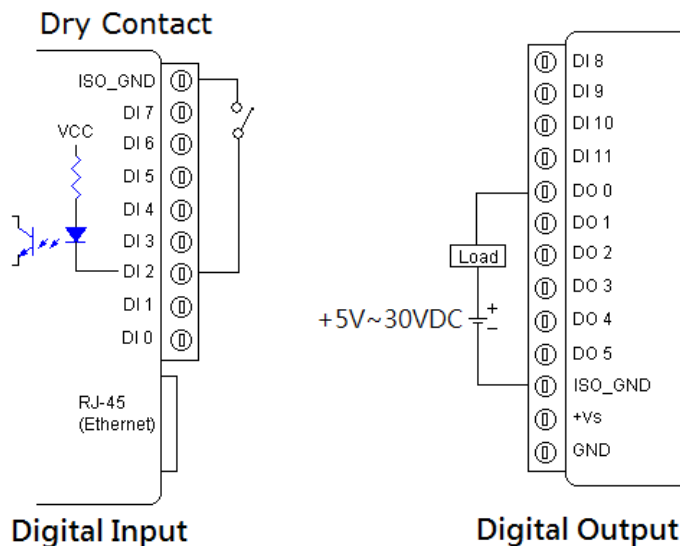 Dry Contact
ISO_GND
DI 7
VCC
DI 6
DI 5
DI 4
DI 3
DI 2
DI 1
DI 0
RJ-45
(Ethernet)
Digital Input
DI 8
DI 9
DI 10
DI 11
DO 0
DO 1
Load
DO 2
DO 3
+5V~30VDC
+
−
DO 4
DO 5
ISO_GND
+Vs
GND
Digital Output